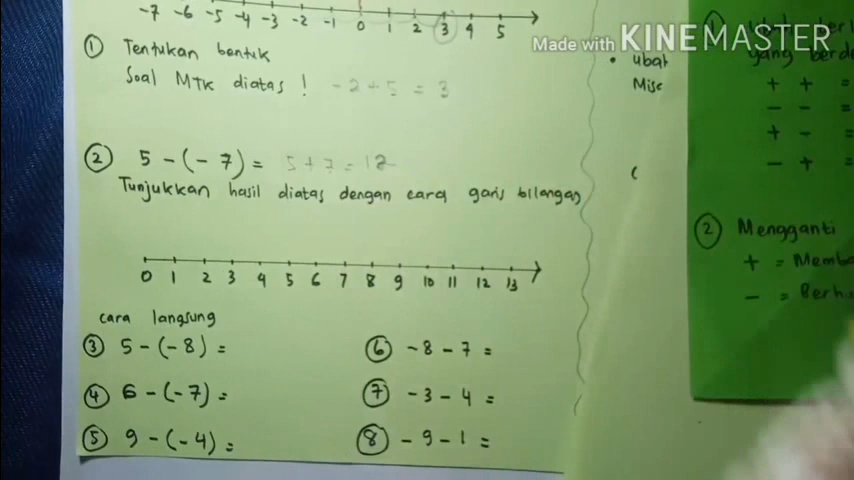 -7 -6 -5 -4 -3 -2 -1 0 1 2 3 4 5
Made with KINEMASTER
① Tentukan bentuk
Soal MTK diatas ! -2 + 5 = 3
② 5 - (- 7) = 5 + 7 = 12
Tunjukkan hasil diatas dengan cara garis bilangan
0 1 2 3 4 5 6 7 8 9 10 11 12 13
cara langsung
③ 5 - (- 8) =
④ 6 - (- 7) =
⑤ 9 - (- 4) =
⑥ -8 - 7 =
⑦ -3 - 4 =
⑧ - 9 - 1 =
• ubah
Misc
①
yang
+ + =
- - =
+ - =
- + =
② Mengganti
+ =
- =